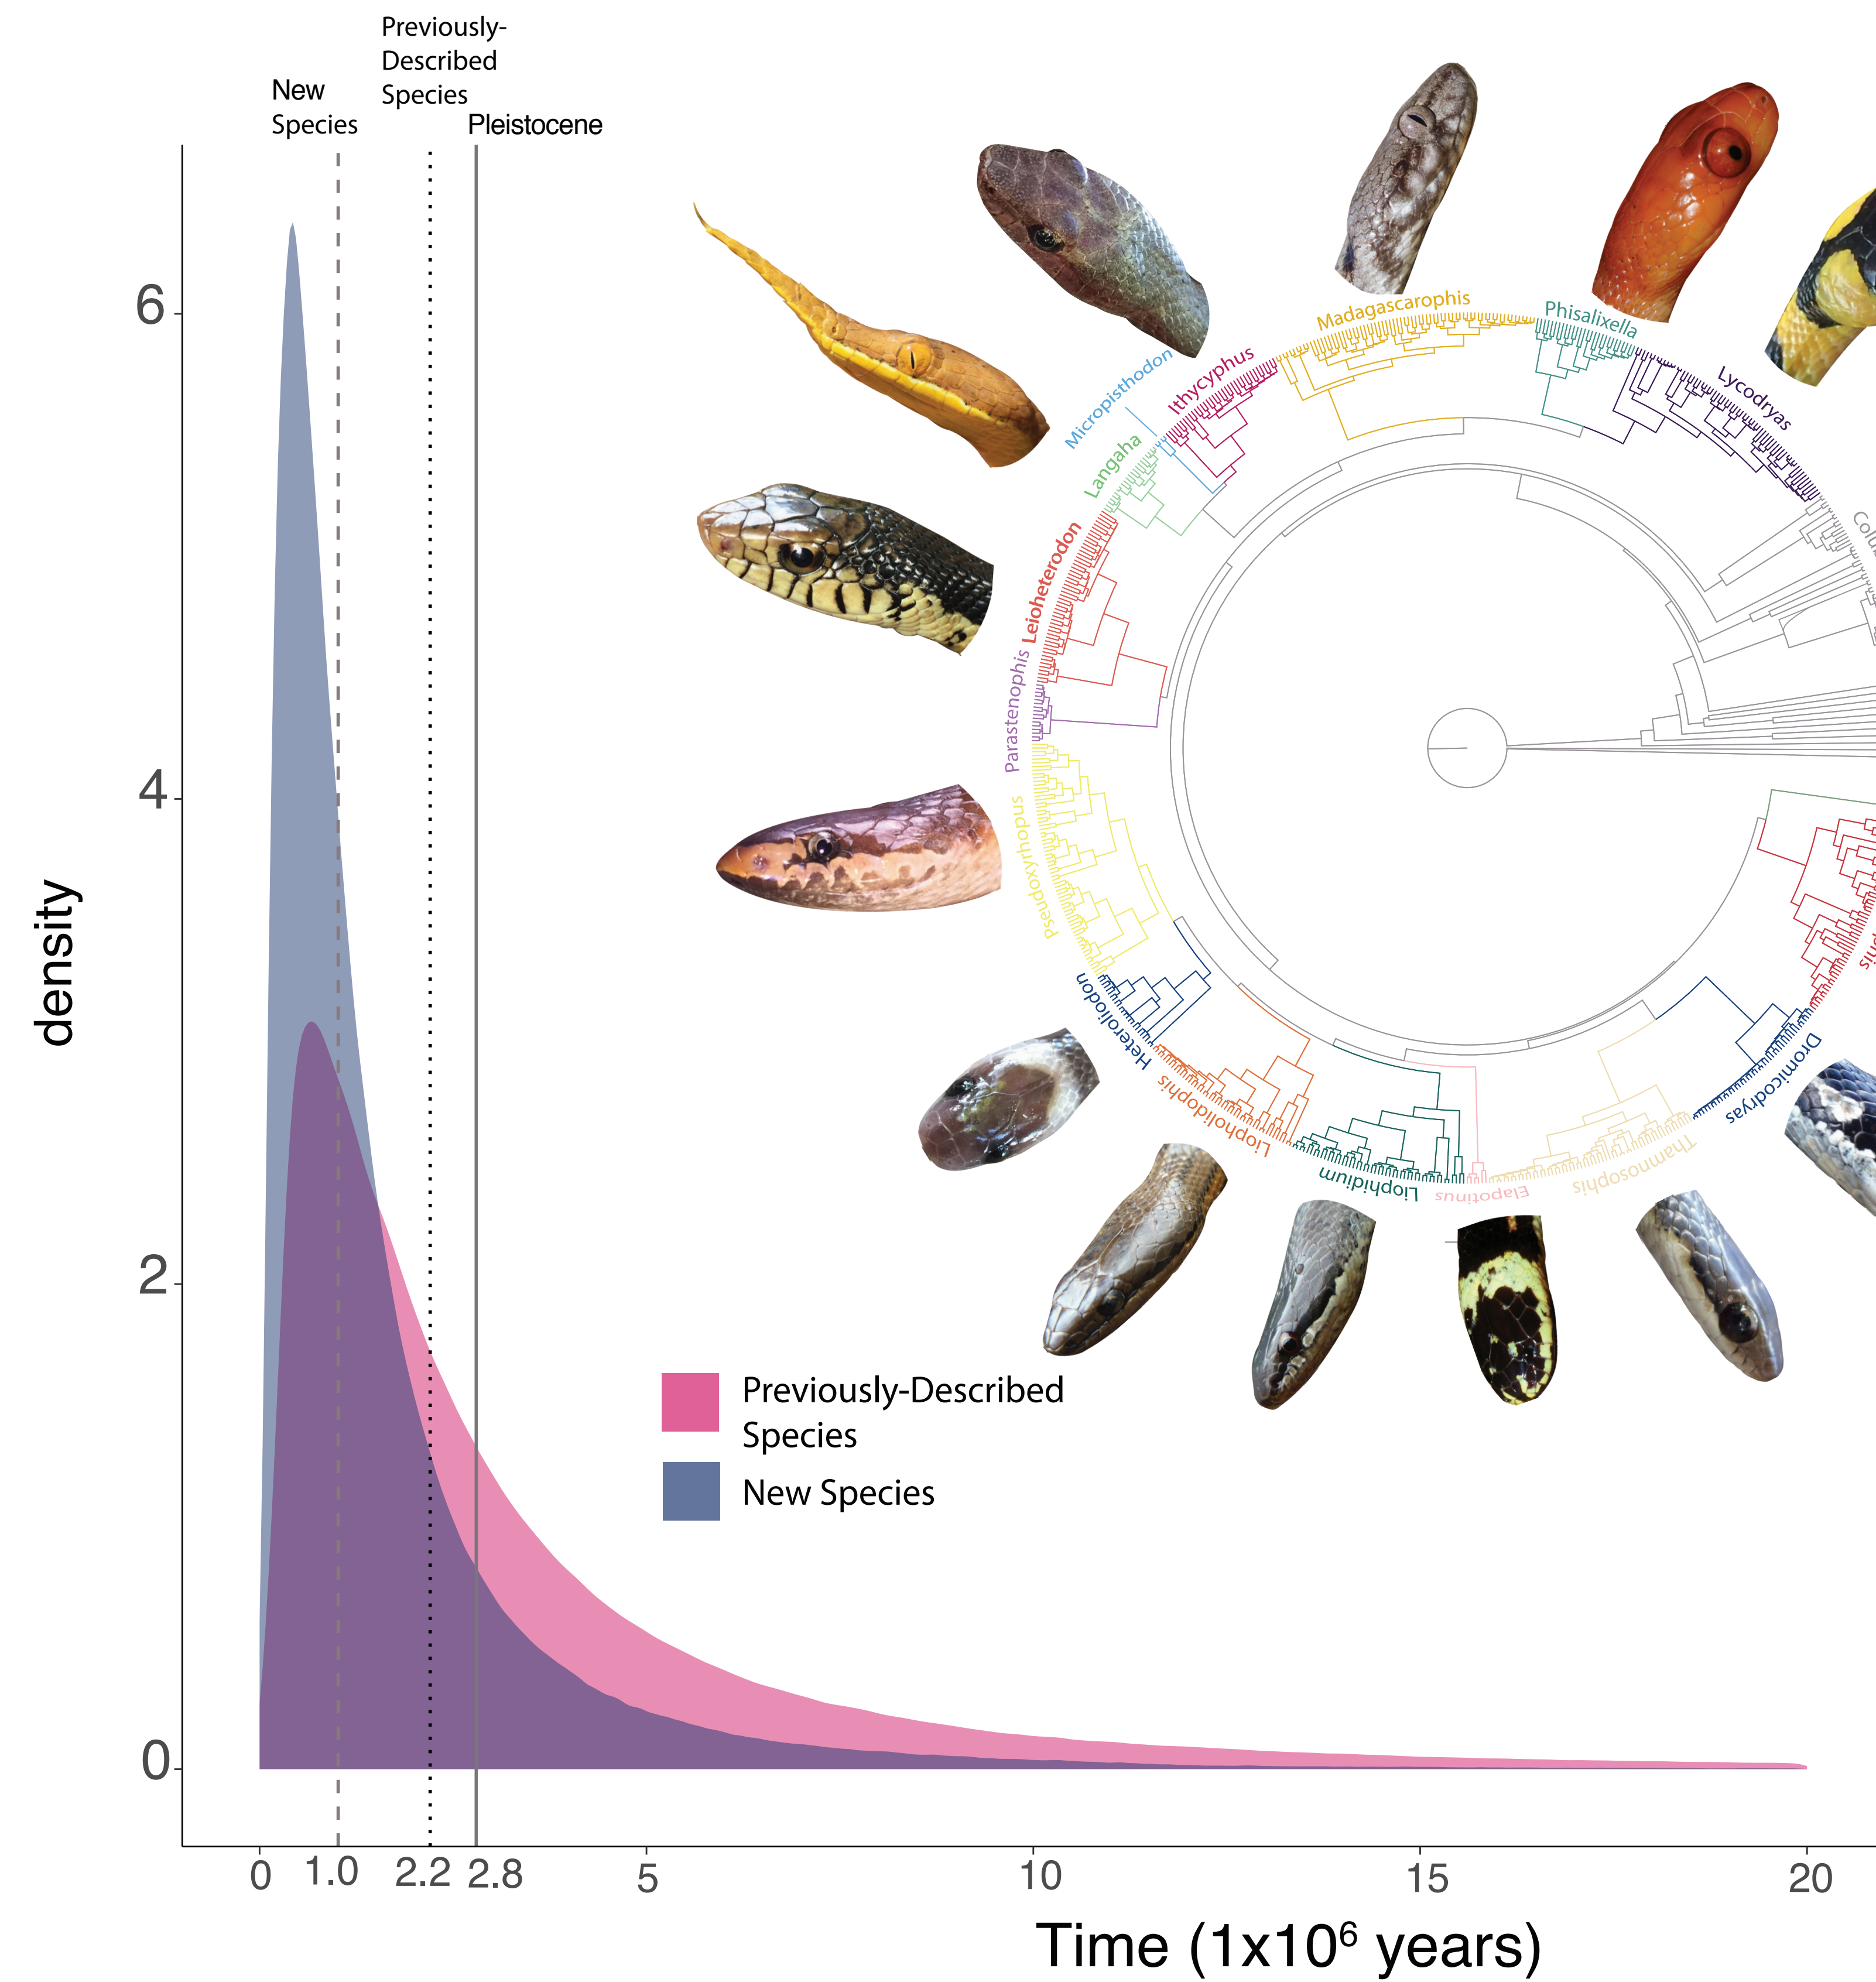 Previously-
Described
Species
New
Species
Pleistocene
6
4
2
0
density
Madagascarophis
Phisalixella
Lycodryas
Ithycyphus
Micropisthodon
Langaha
Leioheterodon
Parastenophis
Pseudoxyrhopus
Heteroliodon
Liopholidophis
Liophidium
Elapotinus
Thamnosophis
Dromicodryas
Previously-Described
Species
New Species
0 1.0 2.2 2.8 5 10 15 20
Time (1x10⁶ years)